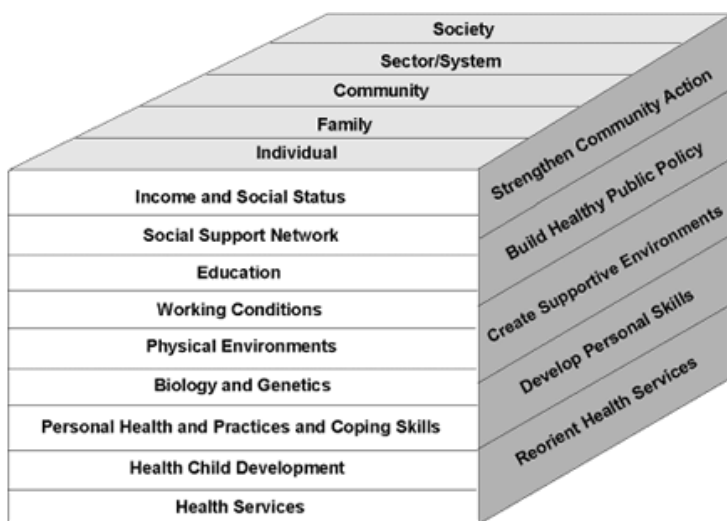 Society
Sector/System
Community
Family
Individual
Income and Social Status
Social Support Network
Education
Working Conditions
Physical Environments
Biology and Genetics
Personal Health and Practices and Coping Skills
Health Child Development
Health Services
Strengthen Community Action
Build Healthy Public Policy
Create Supportive Environments
Develop Personal Skills
Reorient Health Services